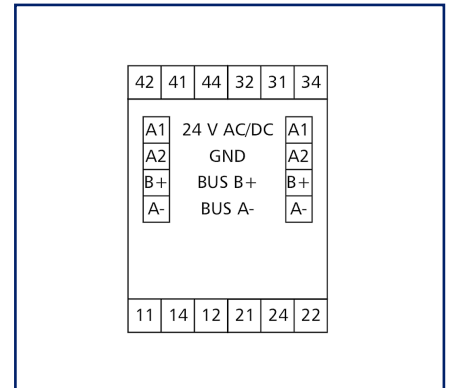 42 41 44 32 31 34
A1 24 V AC/DC A1
A2 GND A2
B+ BUS B+ B+
A- BUS A- A-
11 14 12 21 24 22